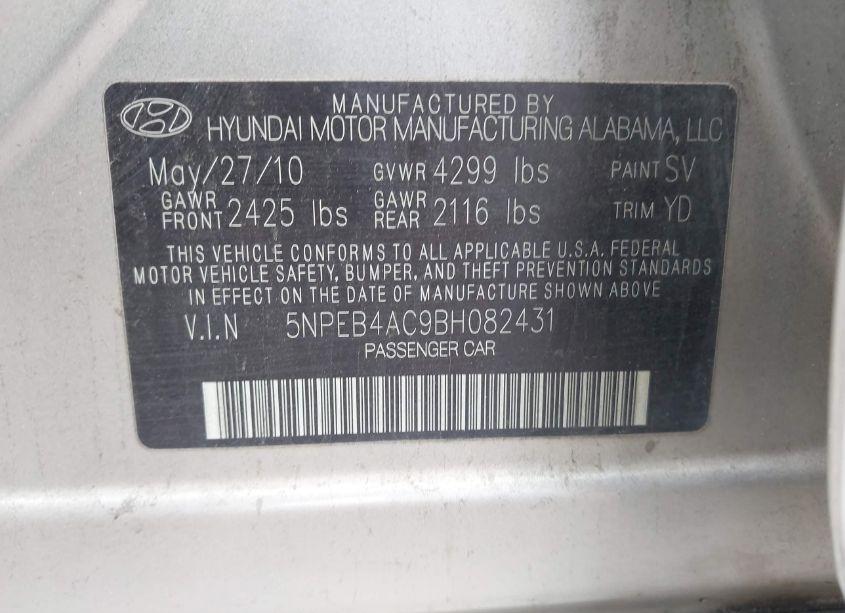 MANUFACTURED BY
HYUNDAI MOTOR MANUFACTURING ALABAMA, LLC
May/27/10 GVWR 4299 lbs PAINT SV
GAWR FRONT 2425 lbs GAWR REAR 2116 lbs TRIM YD
THIS VEHICLE CONFORMS TO ALL APPLICABLE U.S.A. FEDERAL
MOTOR VEHICLE SAFETY, BUMPER, AND THEFT PREVENTION STANDARDS
IN EFFECT ON THE DATE OF MANUFACTURE SHOWN ABOVE
V.I.N 5NPEB4AC9BH082431
PASSENGER CAR